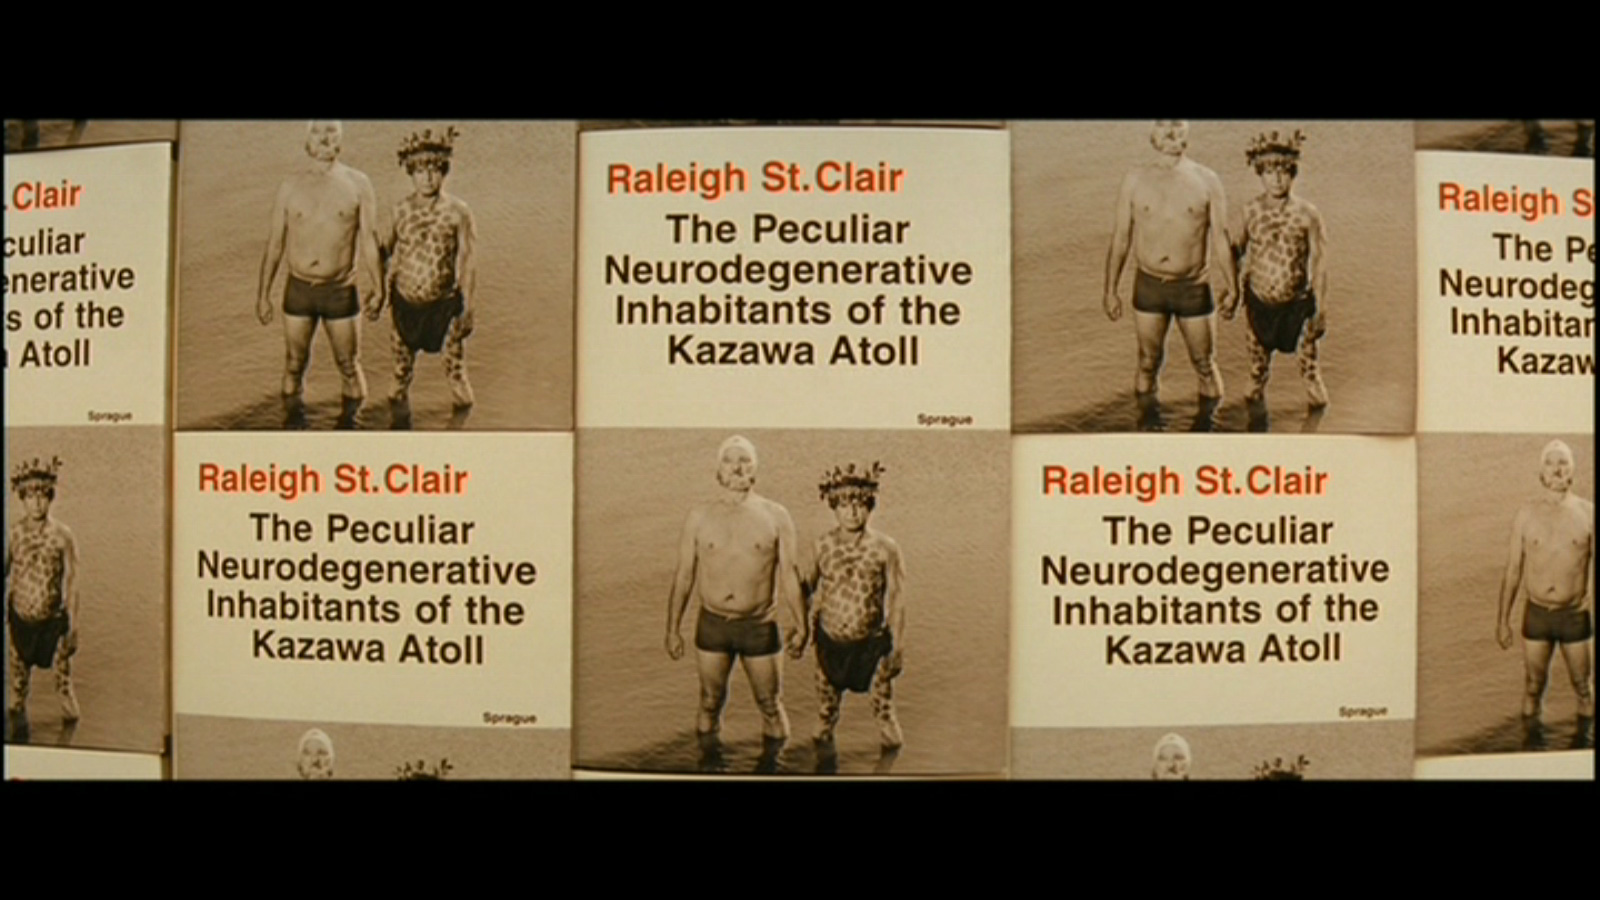 .Clair
culiar
enerative
s of the
Atoll
Sprague
Raleigh St.Clair
The Peculiar
Neurodegenerative
Inhabitants of the
Kazawa Atoll
Sprague
Raleigh S
The Pe
Neurodeg
Inhabitan
Kazaw
Raleigh St.Clair
The Peculiar
Neurodegenerative
Inhabitants of the
Kazawa Atoll
Sprague
Raleigh St.Clair
The Peculiar
Neurodegenerative
Inhabitants of the
Kazawa Atoll
Sprague